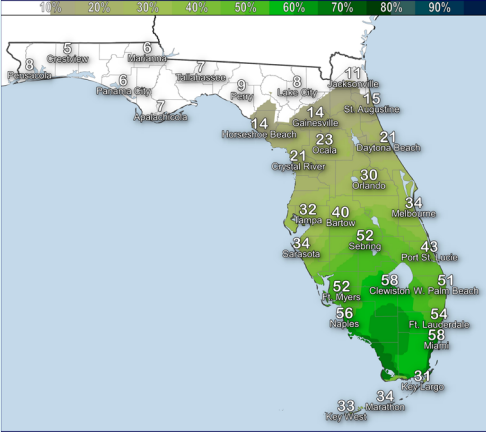 10% 20% 30% 40% 50% 60% 70% 80% 90%
5
Crestview
6
Marianna
8
Pensacola
7
Tallahassee
6
Panama City
9
Perry
8
Lake City
11
Jacksonville
7
Apalachicola
15
St. Augustine
14
Gainesville
14
Horseshoe Beach
23
Ocala
21
Daytona Beach
21
Crystal River
30
Orlando
32
Tampa
40
Bartow
34
Melbourne
34
Sarasota
52
Sebring
43
Port St. Lucie
52
Ft. Myers
58
Clewiston
51
W. Palm Beach
56
Naples
54
Ft. Lauderdale
58
Miami
31
Key Largo
34
Marathon
33
Key West